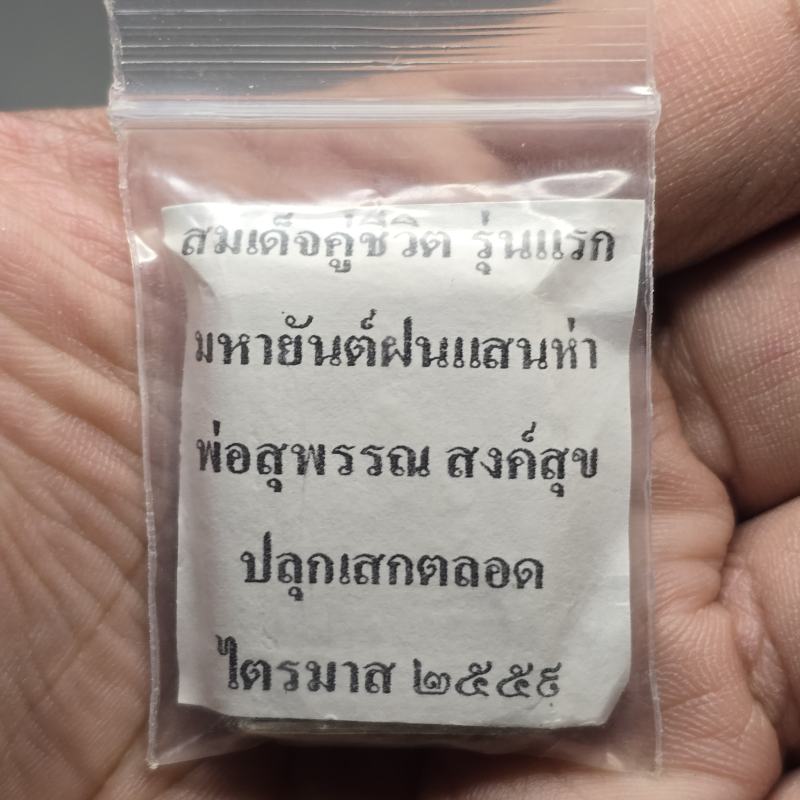 สมเด็จคู่ชีวิต รุ่นแรก
มหายันต์ฝนแสนห่า
พ่อสุพรรณ สงค์สุข
ปลุกเสกตลอด
ไตรมาส ๒๕๕๙